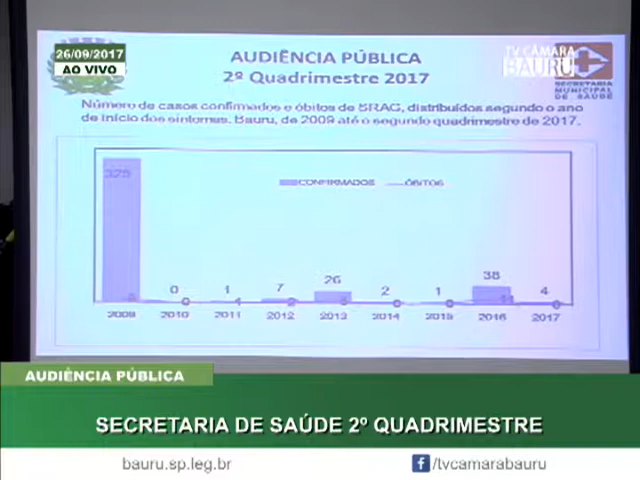 26/09/2017
AO VIVO
AUDIÊNCIA PÚBLICA
2º Quadrimestre 2017
TV CÂMARA
BAURU
SECRETARIA
MUNICIPAL
DE SAÚDE
Número de casos confirmados e óbitos de SRAG, distribuídos segundo o ano
de início dos sintomas. Bauru, de 2009 até o segundo quadrimestre de 2017.
CONFIRMADOS ÓBITOS
0 1 7 26 2 1 38 4
2009 2010 2011 2012 2013 2014 2015 2016 2017
AUDIÊNCIA PÚBLICA
SECRETARIA DE SAÚDE 2º QUADRIMESTRE
bauru.sp.leg.br
f /tvcamarabauru